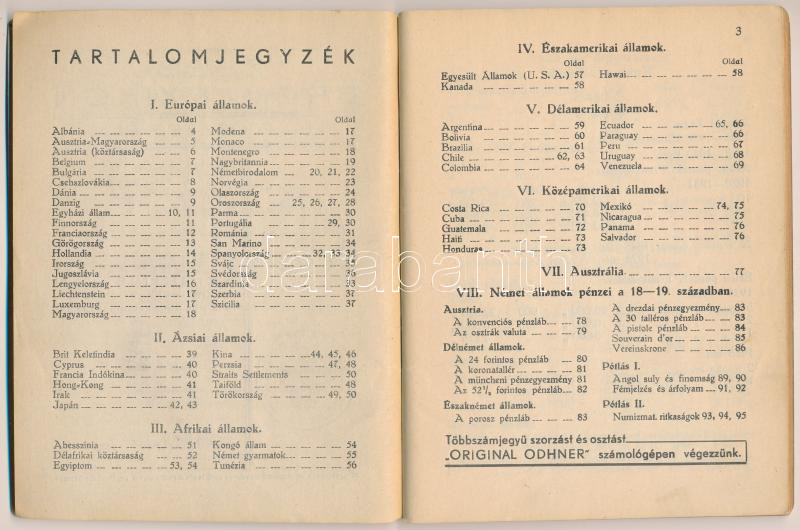 TARTALOMJEGYZÉK
I. Európai államok.
Oldal
Albánia 4
Ausztria-Magyarország 5
Ausztria (köztársaság) 6
Belgium 7
Bulgária 7
Csehszlovákia 8
Dánia 9
Danzig 9
Egyházi állam 10, 11
Finnország 11
Franciaország 12
Görögország 13
Hollandia 14
Irország 15
Jugoszlávia 15
Lengyelország 16
Liechtenstein 17
Luxemburg 17
Magyarország 18
Oldal
Modena 17
Monaco 17
Montenegro 18
Nagybritannia 19
Németbirodalom 20, 21, 22
Norvégia 23
Olaszország 24
Oroszország 25, 26, 27, 28
Parma 30
Portugália 29, 30
Románia 31
San Marino 34
Spanyolország 32, 33, 34
Svájc 35
Svédország 36
Szardinia 33
Szerbia 37
Szicilia 37
II. Ázsiai államok.
Brit Keletindia 39
Cyprus 40
Francia Indókina 40
Hong-Kong 41
Irak 41
Japán 42, 43
Kina 44, 45, 46
Perzsia 47, 48
Straits Settlements 50
Taiföld 48
Törökország 49, 50
III. Afrikai államok.
Abesszinia 51
Délafrikai köztársaság 52
Egyiptom 53, 54
Kongó állam 54
Német gyarmatok 55
Tunézia 56
3
IV. Északamerikai államok.
Oldal
Egyesült Államok (U. S. A.) 57
Kanada 58
Oldal
Hawai 58
V. Délamerikai államok.
Argentina 59
Bolivia 60
Brazilia 61
Chile 62, 63
Colombia 64
Ecuador 65, 66
Paraguay 66
Peru 67
Uruguay 68
Venezuela 69
VI. Középamerikai államok.
Costa Rica 70
Cuba 71
Guatemala 72
Haiti 73
Honduras 73
Mexikó 74, 75
Nicaragua 75
Panama 76
Salvador 76
VII. Ausztrália 77
VIII. Német államok pénzei a 18—19. században.
Ausztria.
A konvenciós pénzláb 78
Az osztrák valuta 79
Délnémet államok.
A 24 forintos pénzláb 80
A koronatallér 81
A müncheni pénzegyezmény 81
Az 52½ forintos pénzláb 82
Északnémet államok.
A porosz pénzláb 83
A drezdai pénzegyezmény 83
A 30 talléros pénzláb 83
A pistole pénzláb 84
Souverain d'or 85
Vereinskrone 86
Pótlás I.
Angol suly és finomság 89, 90
Fémjelzés és árfolyam 91, 92
Pótlás II.
Numizmat. ritkaságok 93, 94, 95
Többszámjegyű szorzást és osztást
„ORIGINAL ODHNER" számológépen végezzünk.
darabanth